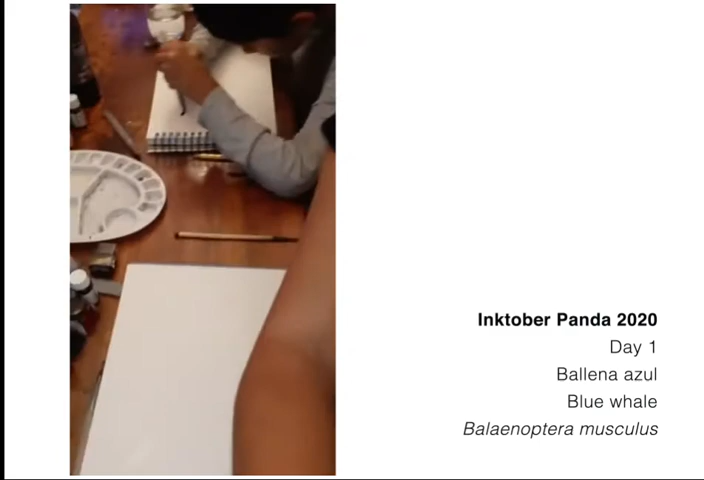 Inktober Panda 2020
Day 1
Ballena azul
Blue whale
Balaenoptera musculus